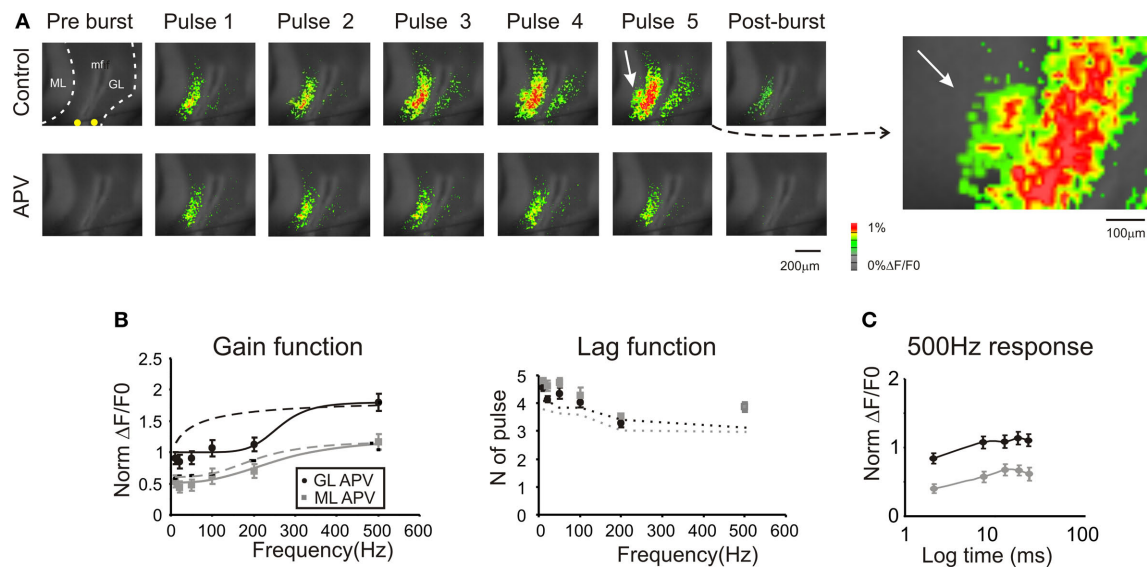 A Pre burst Pulse 1 Pulse 2 Pulse 3 Pulse 4 Pulse 5 Post-burst
Control
ML
mf
GL
APV
1%
0%ΔF/F0
200μm
100μm
B
Gain function
Norm ΔF/F0
2.5
2
1.5
1
0.5
0
GL APV
ML APV
0 100 200 300 400 500 600
Frequency(Hz)
Lag function
N of pulse
5
4
3
2
1
0
0 100 200 300 400 500 600
Frequency(Hz)
C
500Hz response
Norm ΔF/F0
2
1
0
1 10 100
Log time (ms)